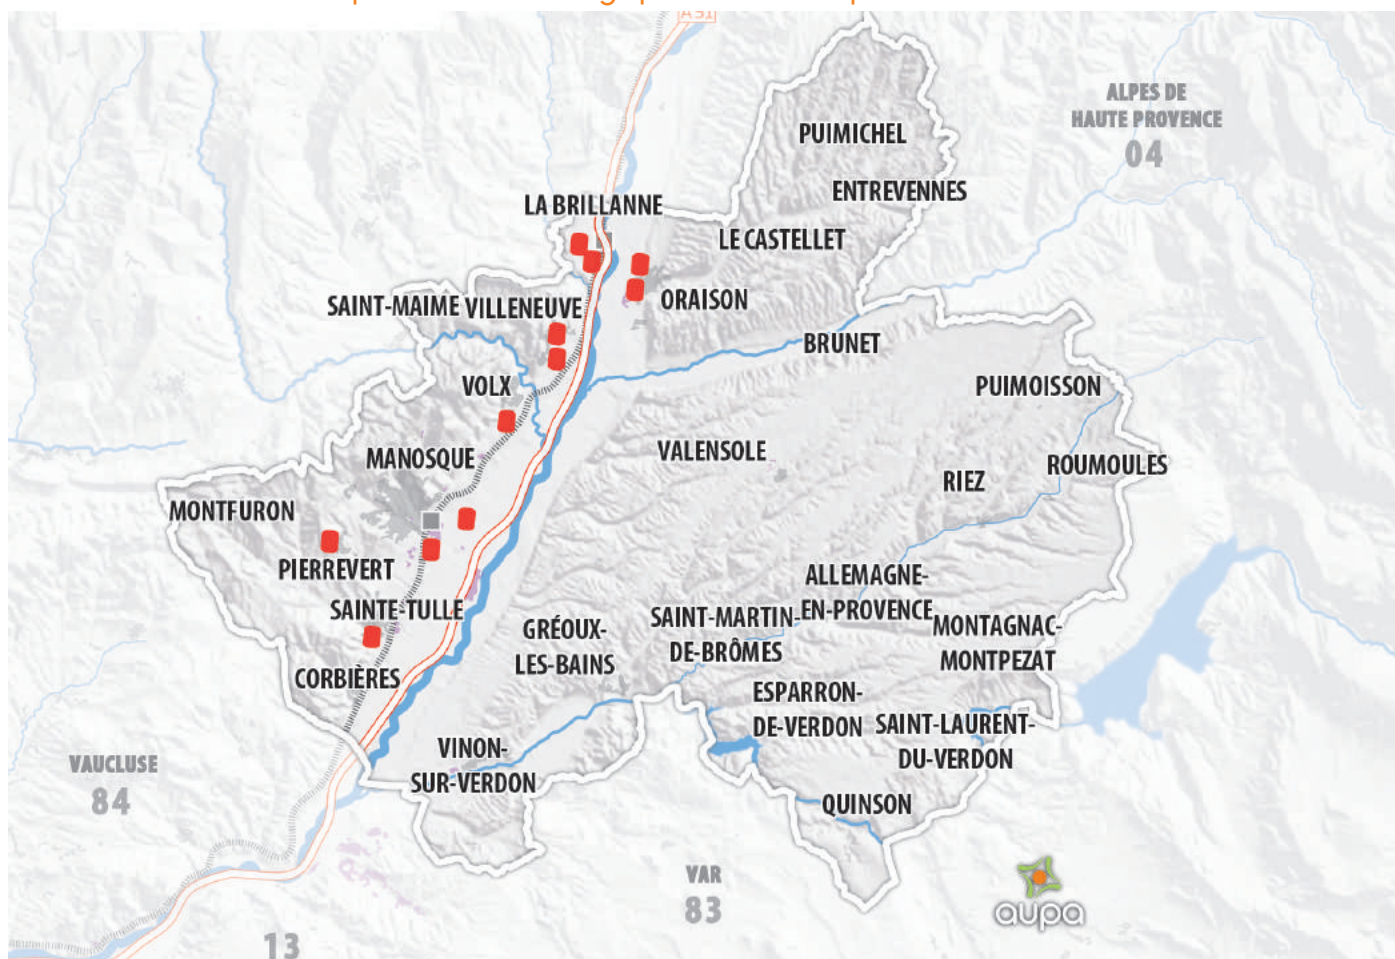 A 51
ALPES DE
HAUTE PROVENCE
04
PUIMICHEL
ENTREVENNES
LA BRILLANNE
LE CASTELLET
SAINT-MAIME
VILLENEUVE
ORAISON
BRUNET
VOLX
PUIMOISSON
MANOSQUE
VALENSOLE
RIEZ
ROUMOULES
MONTFURON
PIERREVERT
ALLEMAGNE-
EN-PROVENCE
SAINTE-TULLE
GRÉOUX-
LES-BAINS
SAINT-MARTIN-
DE-BRÔMES
MONTAGNAC-
MONTPEZAT
CORBIÈRES
ESPARRON-
DE-VERDON
SAINT-LAURENT-
DU-VERDON
VINON-
SUR-VERDON
QUINSON
VAUCLUSE
84
VAR
83
13
aupa